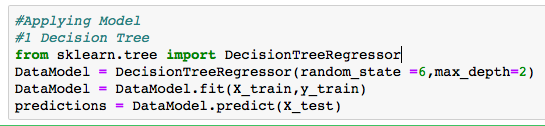 #Applying Model
#1 Decision Tree
from sklearn.tree import DecisionTreeRegressor
DataModel = DecisionTreeRegressor(random_state =6,max_depth=2)
DataModel = DataModel.fit(X_train,y_train)
predictions = DataModel.predict(X_test)